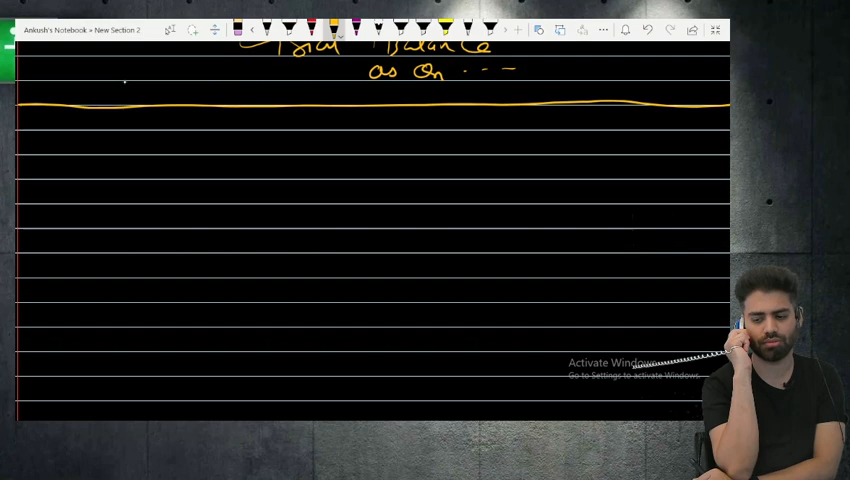 Ankush's Notebook » New Section 2
Trial Balance
as on - - -
Activate Windows
Go to Settings to activate Windows.